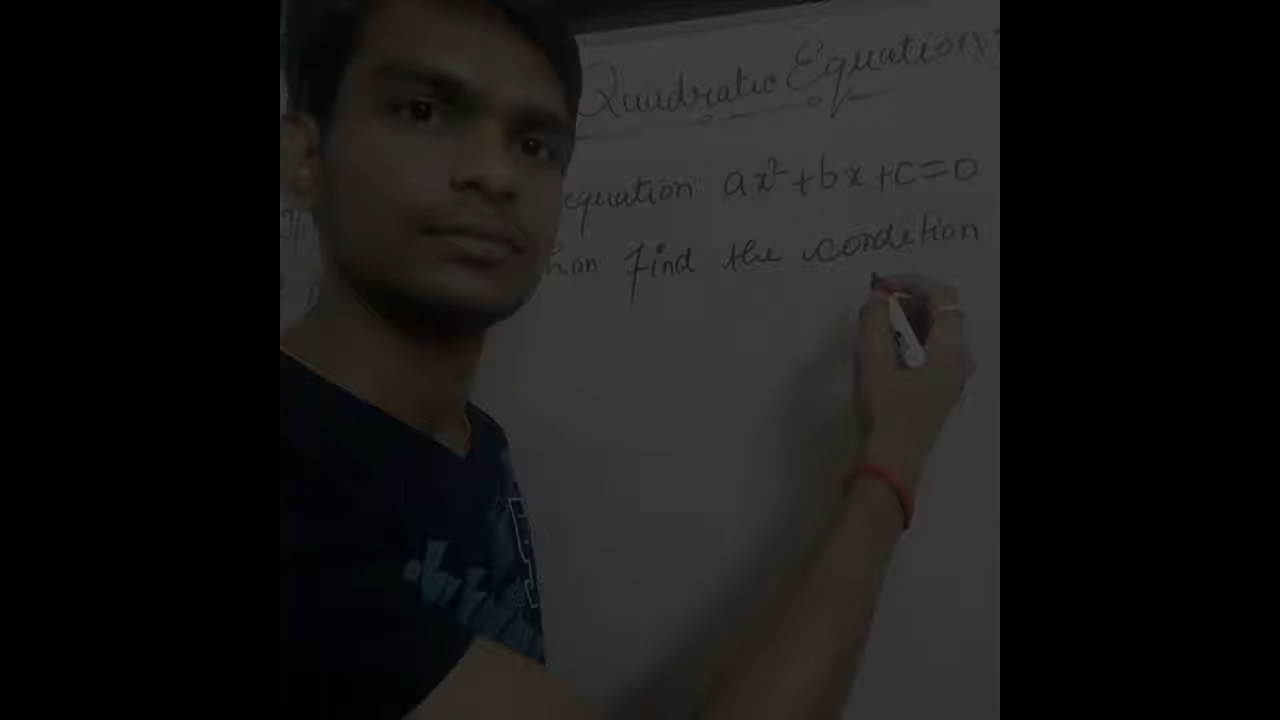 Quadratic Equation
equation ax²+bx+c=0
find the condition